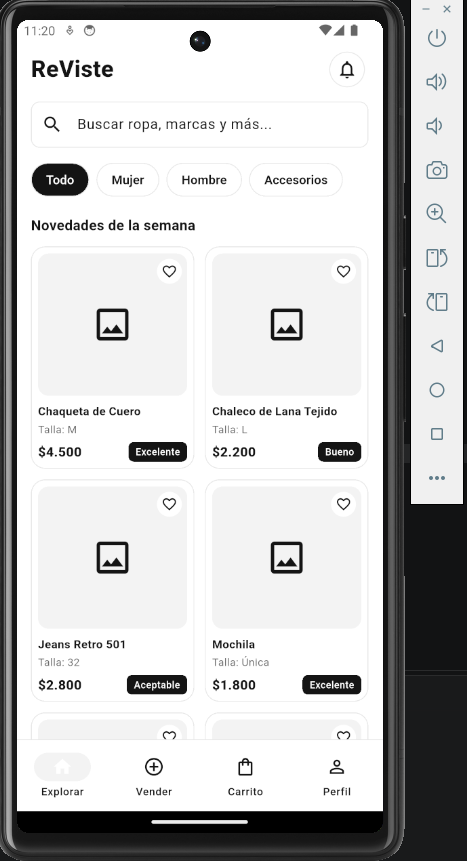 11:20
ReViste
Buscar ropa, marcas y más...
Todo Mujer Hombre Accesorios
Novedades de la semana
Chaqueta de Cuero
Talla: M
$4.500 Excelente
Chaleco de Lana Tejido
Talla: L
$2.200 Bueno
Jeans Retro 501
Talla: 32
$2.800 Aceptable
Mochila
Talla: Única
$1.800 Excelente
Explorar Vender Carrito Perfil